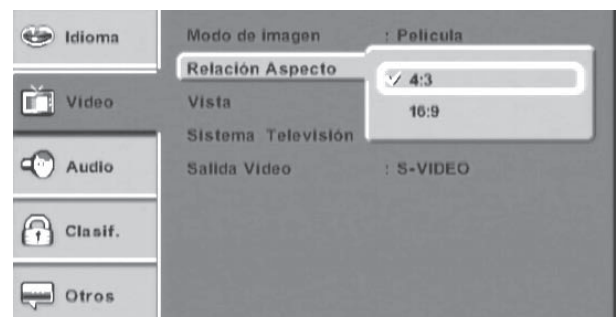 Idioma
Video
Audio
Clasif.
Otros
Modo de imagen : Película
Relación Aspecto
4:3
16:9
Vista
Sistema Televisión
Salida Video : S-VIDEO